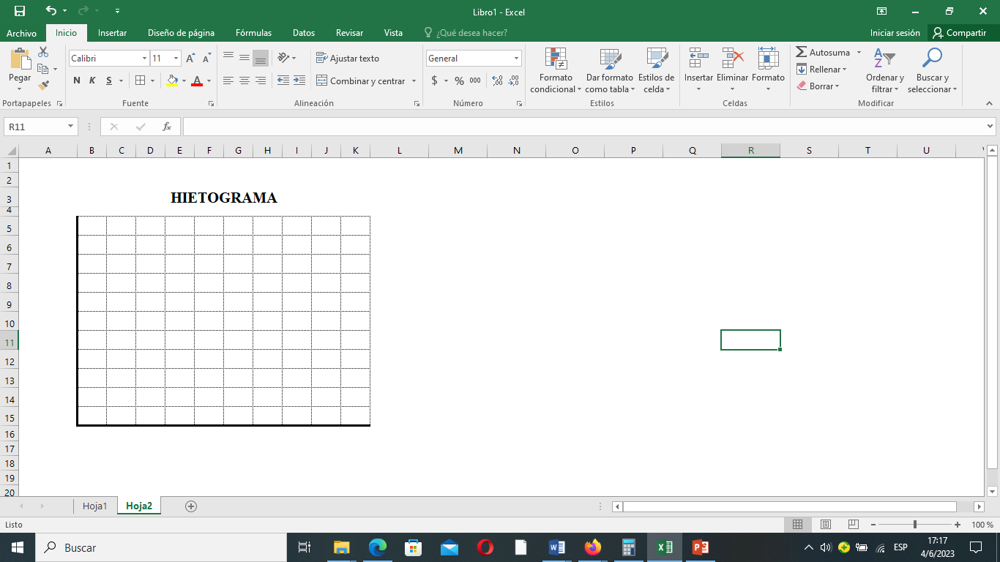 Libro1 - Excel
Archivo Inicio Insertar Diseño de página Fórmulas Datos Revisar Vista ¿Qué desea hacer? Iniciar sesión Compartir
Pegar
Calibri 11
N K S
Ajustar texto
Combinar y centrar
General
$ % 000
Formato condicional
Dar formato como tabla
Estilos de celda
Insertar Eliminar Formato
Autosuma
Rellenar
Borrar
Ordenar y filtrar
Buscar y seleccionar
Portapapeles Fuente Alineación Número Estilos Celdas Modificar
R11 fx
A B C D E F G H I J K L M N O P Q R S T U
1
2
3 HIETOGRAMA
4
5
6
7
8
9
10
11
12
13
14
15
16
17
18
19
20
Hoja1 Hoja2
Listo 100 %
Buscar ESP 17:17
4/6/2023